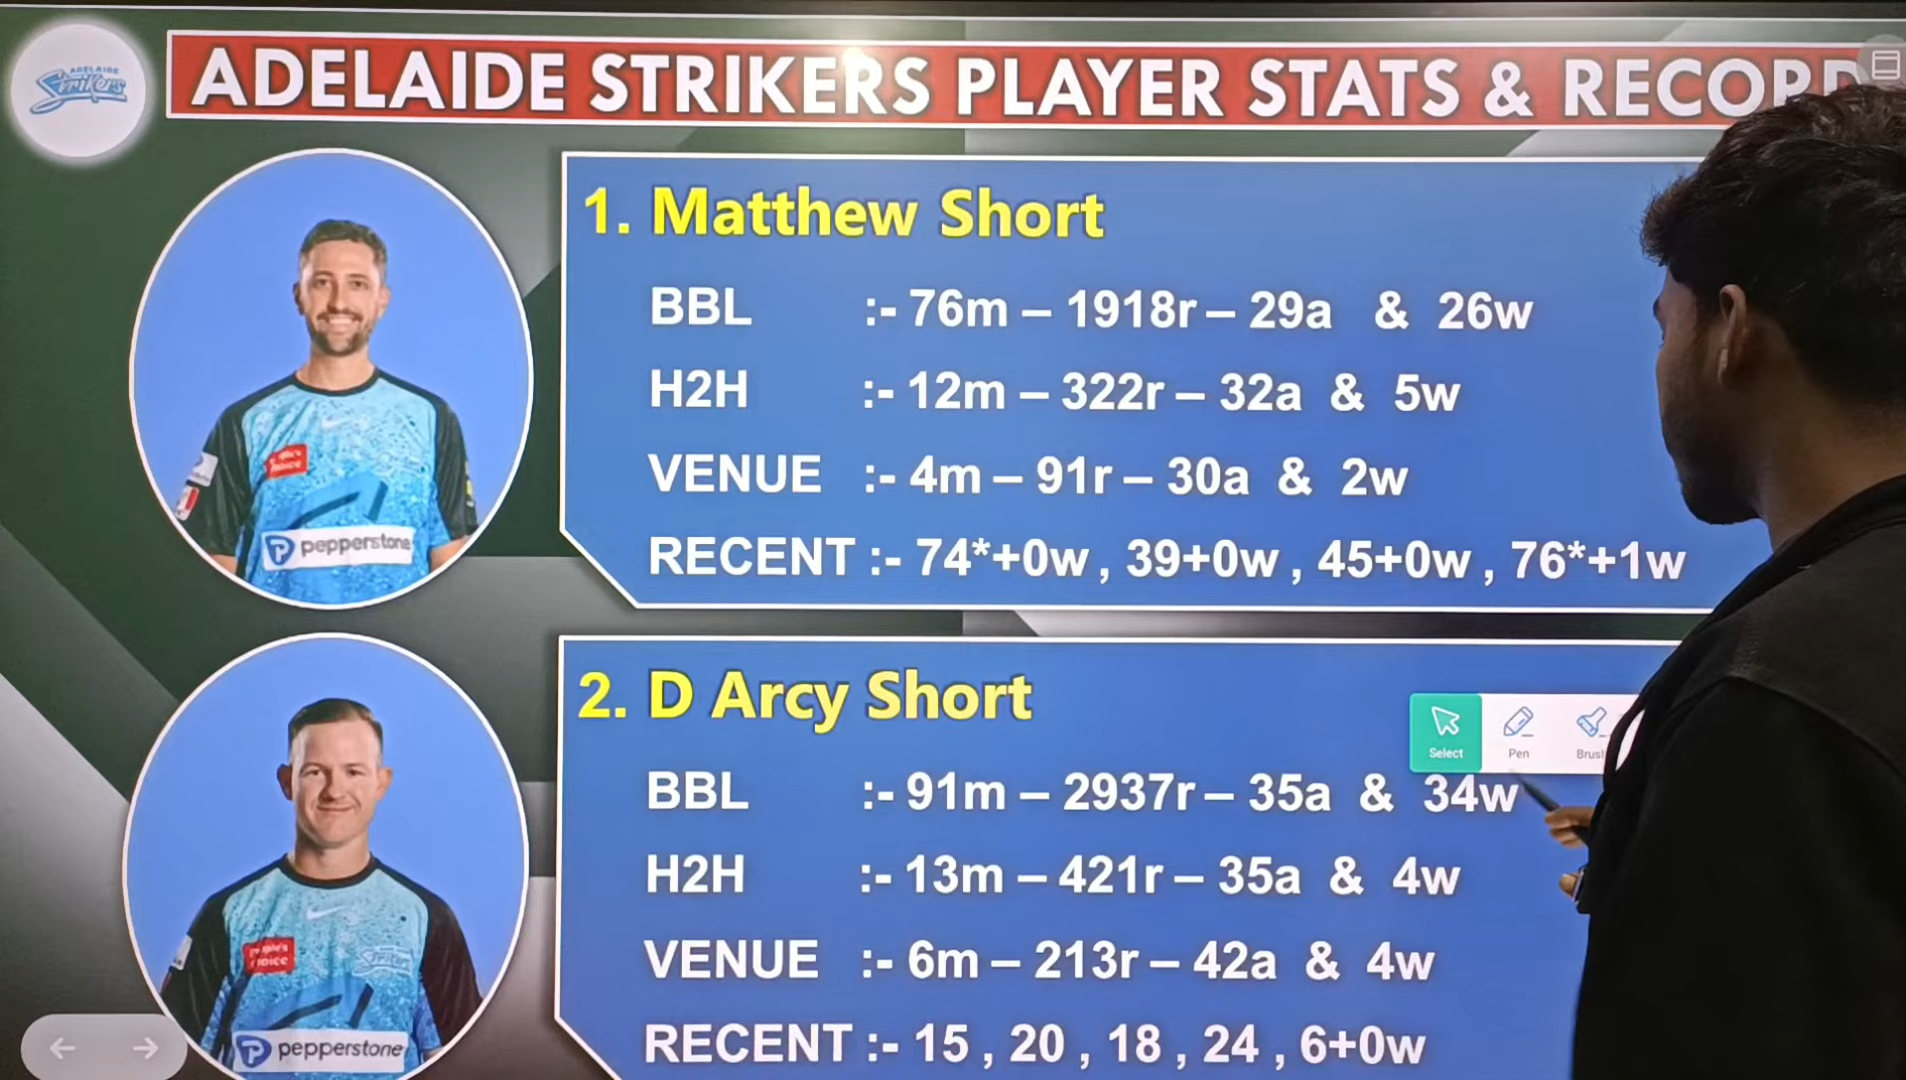 ADELAIDE STRIKERS PLAYER STATS & RECORD
ADELAIDE
Strikers
1. Matthew Short
BBL :- 76m – 1918r – 29a & 26w
H2H :- 12m – 322r – 32a & 5w
VENUE :- 4m – 91r – 30a & 2w
RECENT :- 74*+0w , 39+0w , 45+0w , 76*+1w
pepperstone
2. D Arcy Short
Select Pen
BBL :- 91m – 2937r – 35a & 34w
H2H :- 13m – 421r – 35a & 4w
VENUE :- 6m – 213r – 42a & 4w
RECENT :- 15 , 20 , 18 , 24 , 6+0w
Strikers
pepperstone